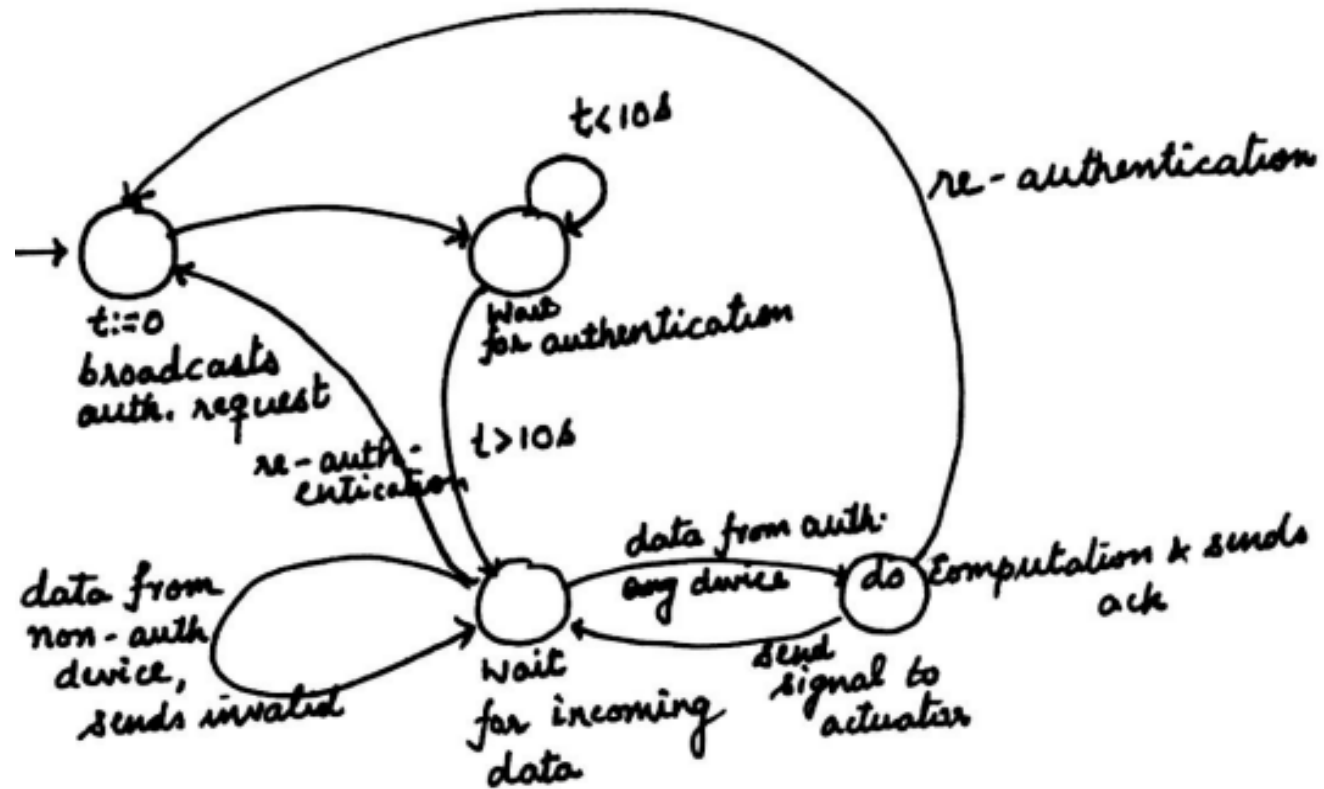 t<10s
re-authentication
t:=0
broadcasts
auth. request
Wait
for authentication
t>10s
re-auth-
entication
data from auth.
any device
do Computation & sends
ack
send
signal to
actuator
data from
non-auth
device,
sends invalid
Wait
for incoming
data